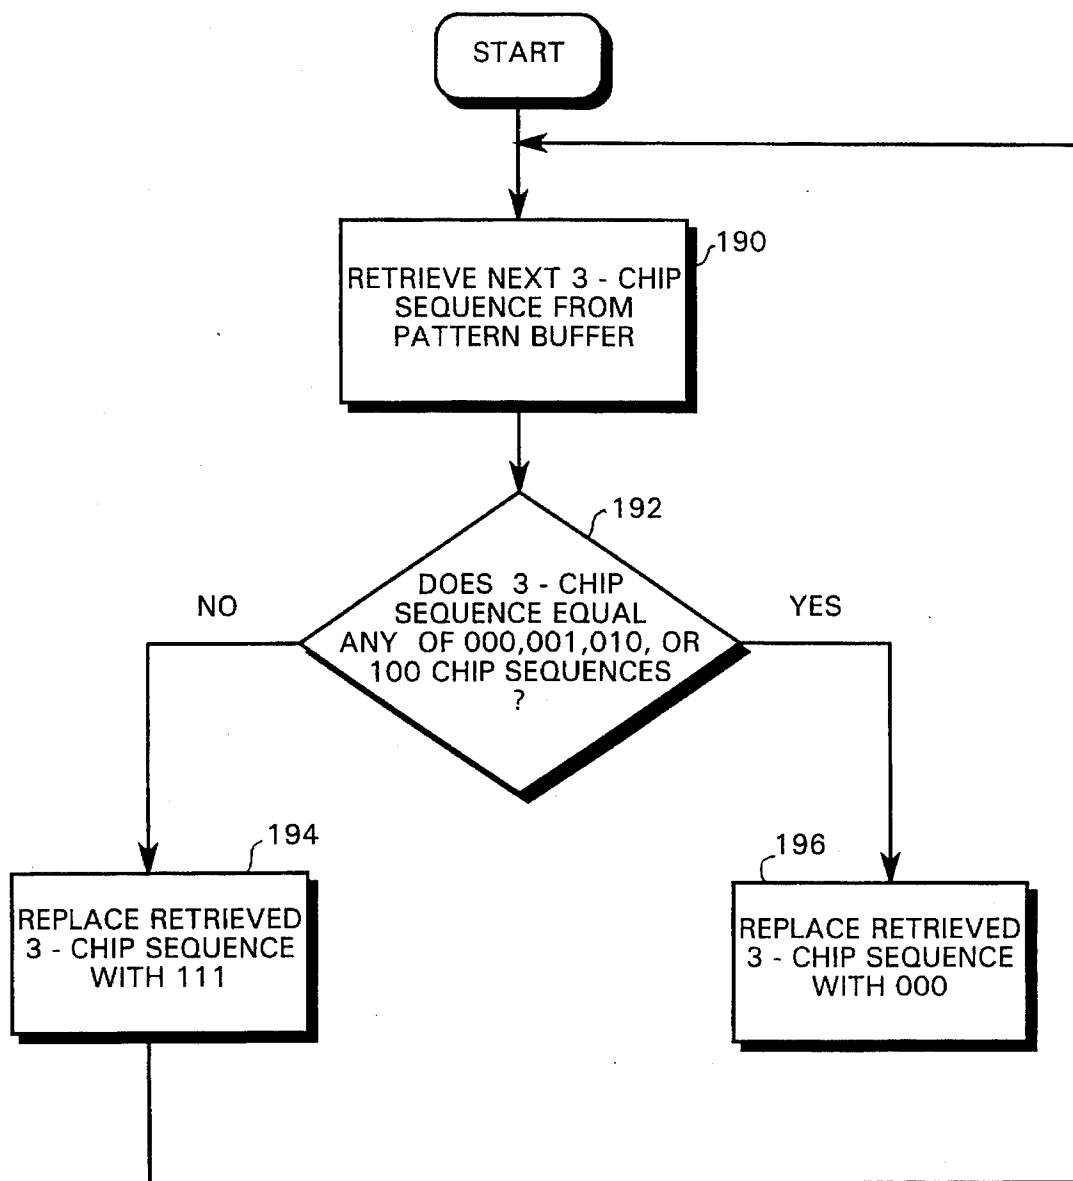 START
190
RETRIEVE NEXT 3 - CHIP
SEQUENCE FROM
PATTERN BUFFER
192
DOES 3 - CHIP
SEQUENCE EQUAL
ANY OF 000,001,010, OR
100 CHIP SEQUENCES
?
NO
YES
194
REPLACE RETRIEVED
3 - CHIP SEQUENCE
WITH 111
196
REPLACE RETRIEVED
3 - CHIP SEQUENCE
WITH 000